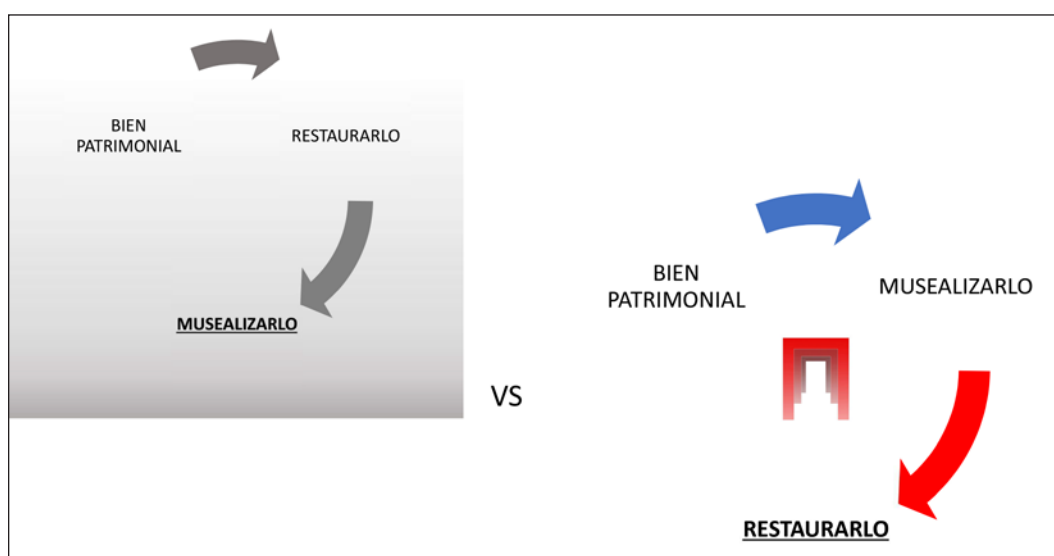 BIEN
PATRIMONIAL
RESTAURARLO
MUSEALIZARLO
VS
BIEN
PATRIMONIAL
MUSEALIZARLO
RESTAURARLO